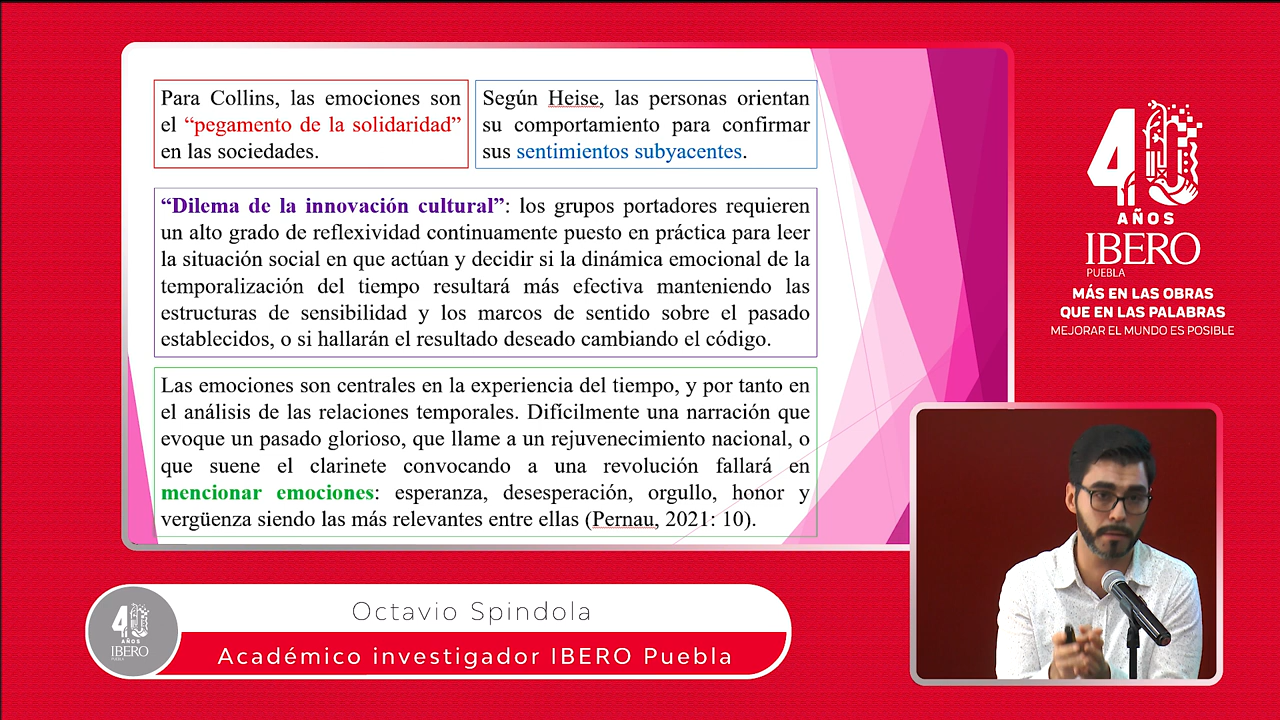 Para Collins, las emociones son
el “pegamento de la solidaridad”
en las sociedades.
Según Heise, las personas orientan
su comportamiento para confirmar
sus sentimientos subyacentes.
“Dilema de la innovación cultural”: los grupos portadores requieren
un alto grado de reflexividad continuamente puesto en práctica para leer
la situación social en que actúan y decidir si la dinámica emocional de la
temporalización del tiempo resultará más efectiva manteniendo las
estructuras de sensibilidad y los marcos de sentido sobre el pasado
establecidos, o si hallarán el resultado deseado cambiando el código.
Las emociones son centrales en la experiencia del tiempo, y por tanto en
el análisis de las relaciones temporales. Difícilmente una narración que
evoque un pasado glorioso, que llame a un rejuvenecimiento nacional, o
que suene el clarinete convocando a una revolución fallará en
mencionar emociones: esperanza, desesperación, orgullo, honor y
vergüenza siendo las más relevantes entre ellas (Pernau, 2021: 10).
40
AÑOS
IBERO
PUEBLA
MÁS EN LAS OBRAS
QUE EN LAS PALABRAS
MEJORAR EL MUNDO ES POSIBLE
40
AÑOS
IBERO
PUEBLA
Octavio Spindola
Académico investigador IBERO Puebla